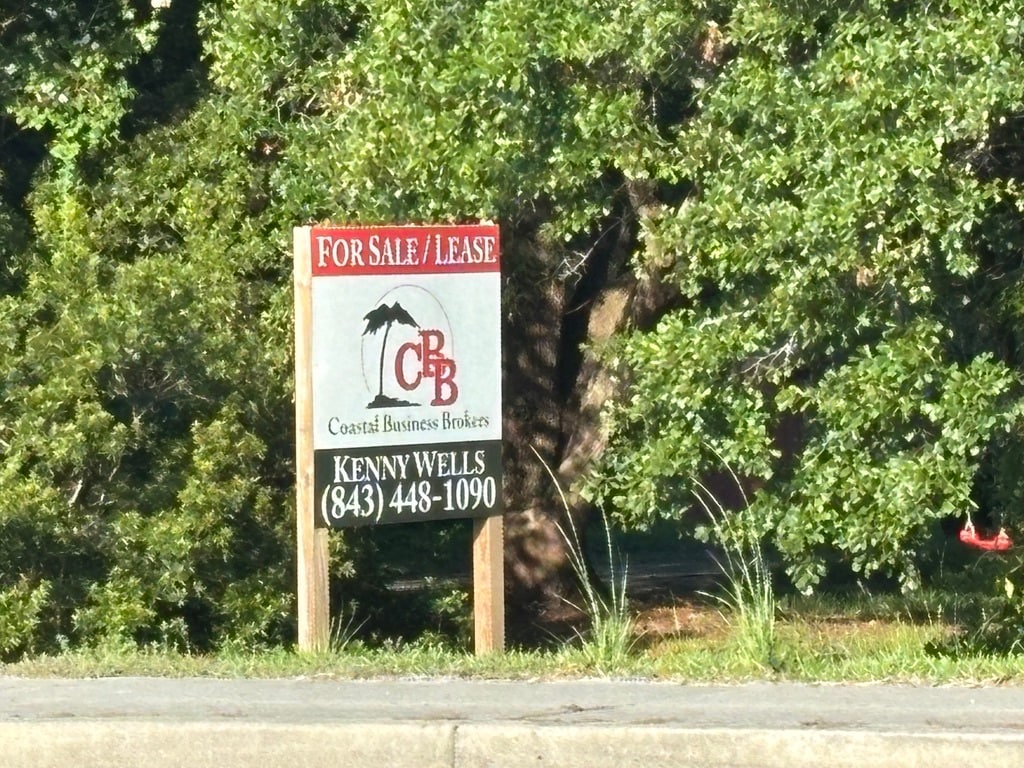 FOR SALE / LEASE
CBB
Coastal Business Brokers
KENNY WELLS
(843) 448-1090